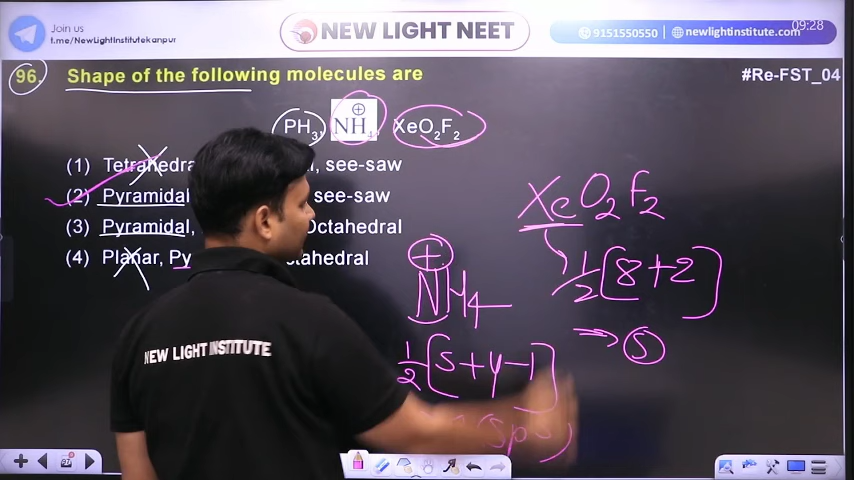 Join us
t.me/NewLightInstitutekanpur
NEW LIGHT NEET
9151550550 | newlightinstitute.com
09:28
96. Shape of the following molecules are
#Re-FST_04
PH3, NH4⊕, XeO2F2
(1) Tetrahedra , see-saw
(2) Pyramidal , see-saw
(3) Pyramidal, Octahedral
(4) Planar, Py
XeO2F2
1/2[8+2]
⇒ 5
⊕
NH4
1/2[5+4-1]
NEW LIGHT INSTITUTE